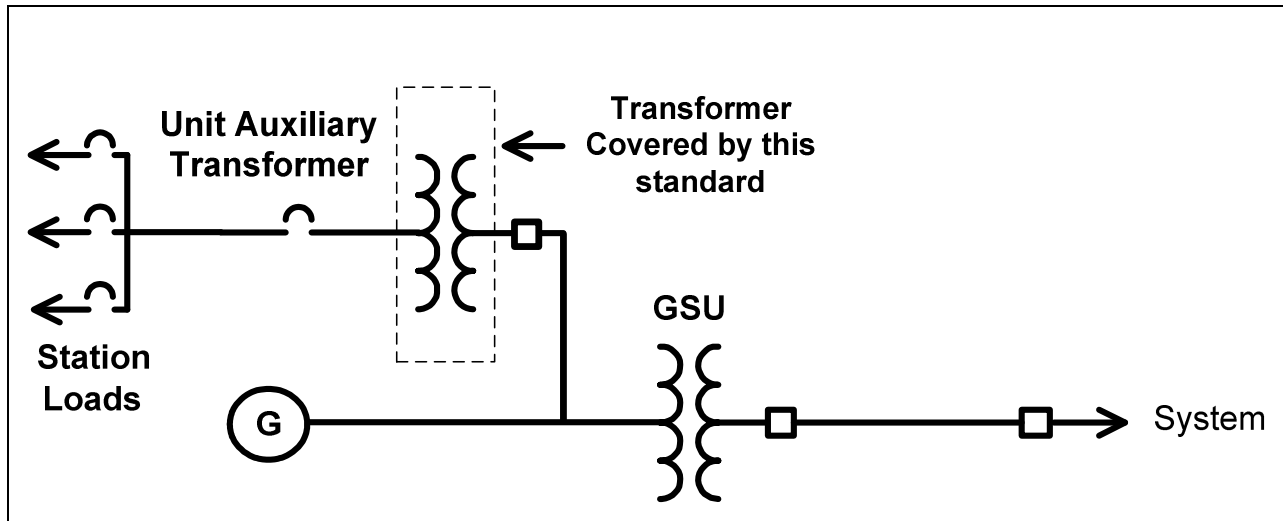 Unit Auxiliary
Transformer
Transformer
Covered by this
standard
GSU
Station
Loads
G
System